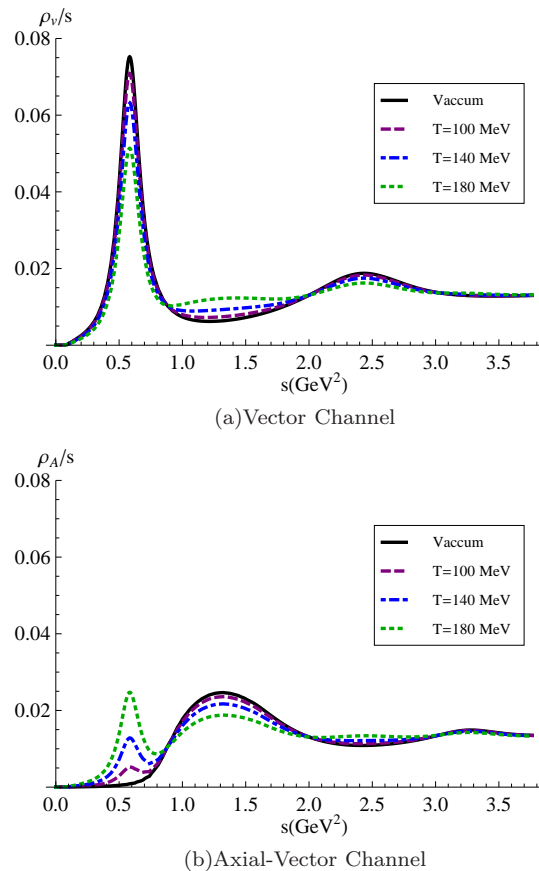 ρ_v/s
0.08
0.06
0.04
0.02
Vaccum
T=100 MeV
T=140 MeV
T=180 MeV
0.0 0.5 1.0 1.5 2.0 2.5 3.0 3.5
s(GeV²)
(a)Vector Channel
ρ_A/s
0.08
0.06
0.04
0.02
Vaccum
T=100 MeV
T=140 MeV
T=180 MeV
0.0 0.5 1.0 1.5 2.0 2.5 3.0 3.5
s(GeV²)
(b)Axial-Vector Channel